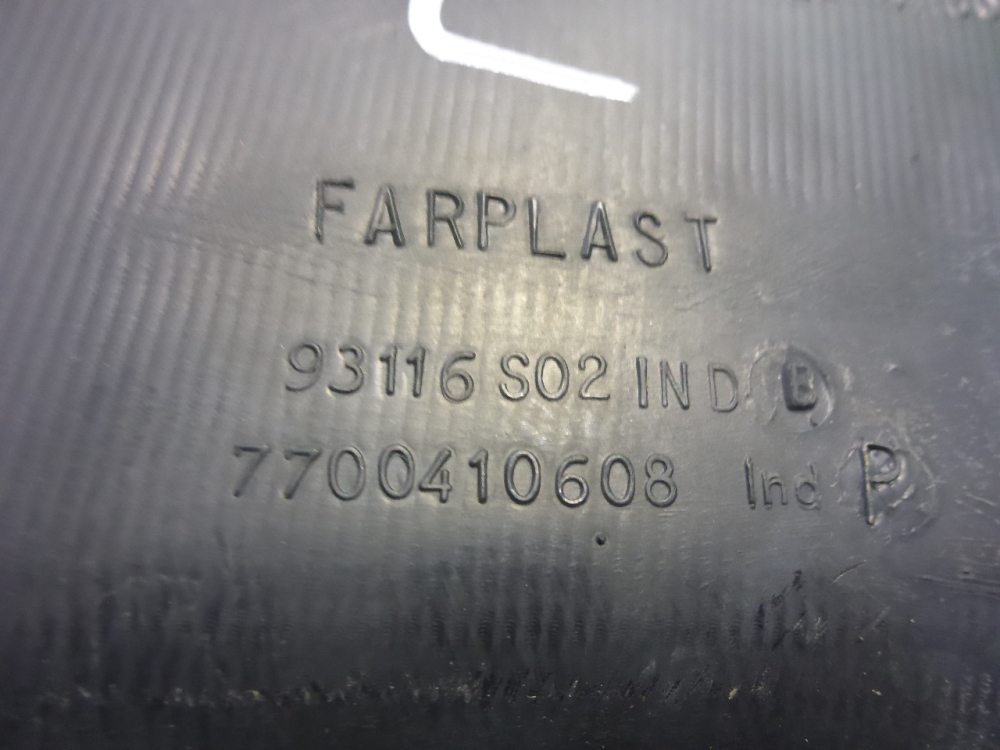 FARPLAST
93116 S02 IND B
7700410608 Ind P